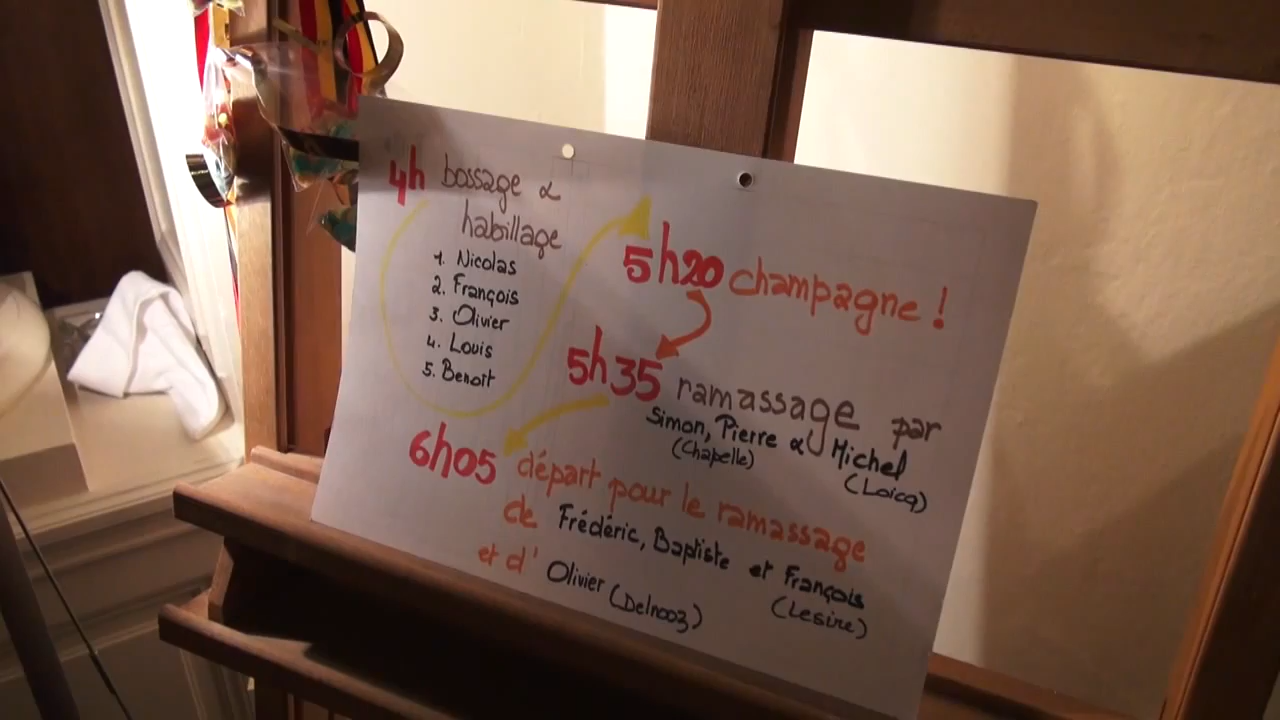 4h bossage &
habillage
1. Nicolas
2. François
3. Olivier
4. Louis
5. Benoît
5h20 champagne !
5h35 ramassage par
Simon, Pierre & Michel
(Chapelle) (Loicq)
6h05 départ pour le ramassage
de Frédéric, Baptiste et François
(Lesire)
et d' Olivier (Delnooz)